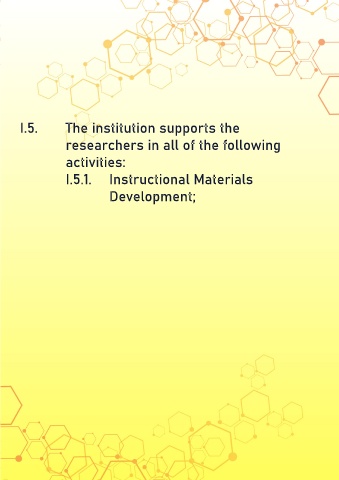 I.5. The institution supports the
researchers in all of the following
activities:
I.5.1. Instructional Materials
Development;